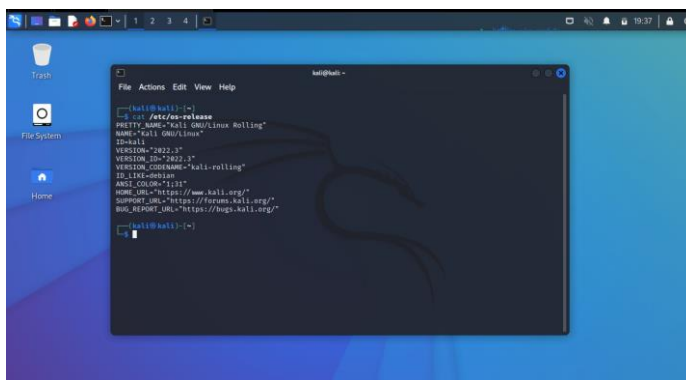 1 2 3 4
19:37
Trash
File System
Home
kali@kali: ~
File Actions Edit View Help
(kali㉿kali)-[~]
$ cat /etc/os-release
PRETTY_NAME="Kali GNU/Linux Rolling"
NAME="Kali GNU/Linux"
ID=kali
VERSION="2022.3"
VERSION_ID="2022.3"
VERSION_CODENAME="kali-rolling"
ID_LIKE=debian
ANSI_COLOR="1;31"
HOME_URL="https://www.kali.org/"
SUPPORT_URL="https://forums.kali.org/"
BUG_REPORT_URL="https://bugs.kali.org/"
(kali㉿kali)-[~]
$